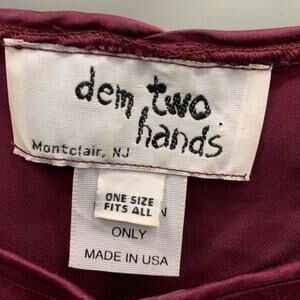 dem two
hands
Montclair, NJ
ONE SIZE
FITS ALL
ONLY
MADE IN USA